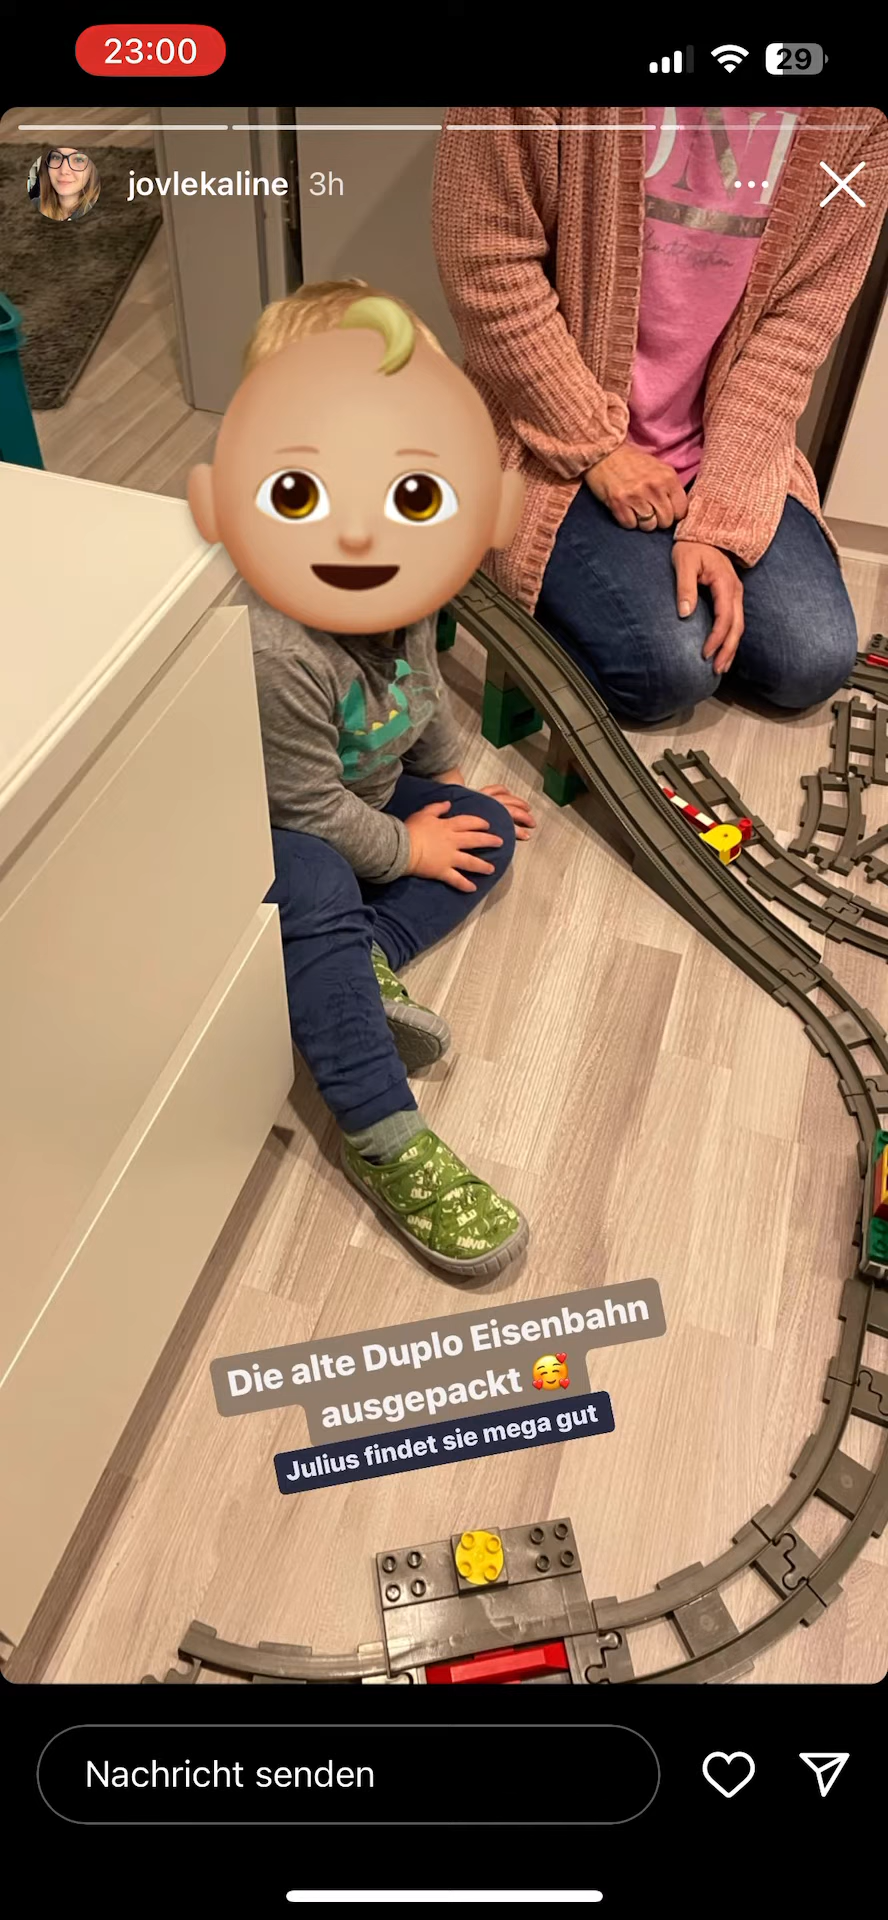 23:00
29
jovlekaline 3h
Die alte Duplo Eisenbahn
ausgepackt 🥰
Julius findet sie mega gut
Nachricht senden